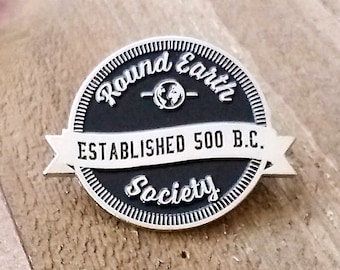 Round Earth
ESTABLISHED 500 B.C.
Society